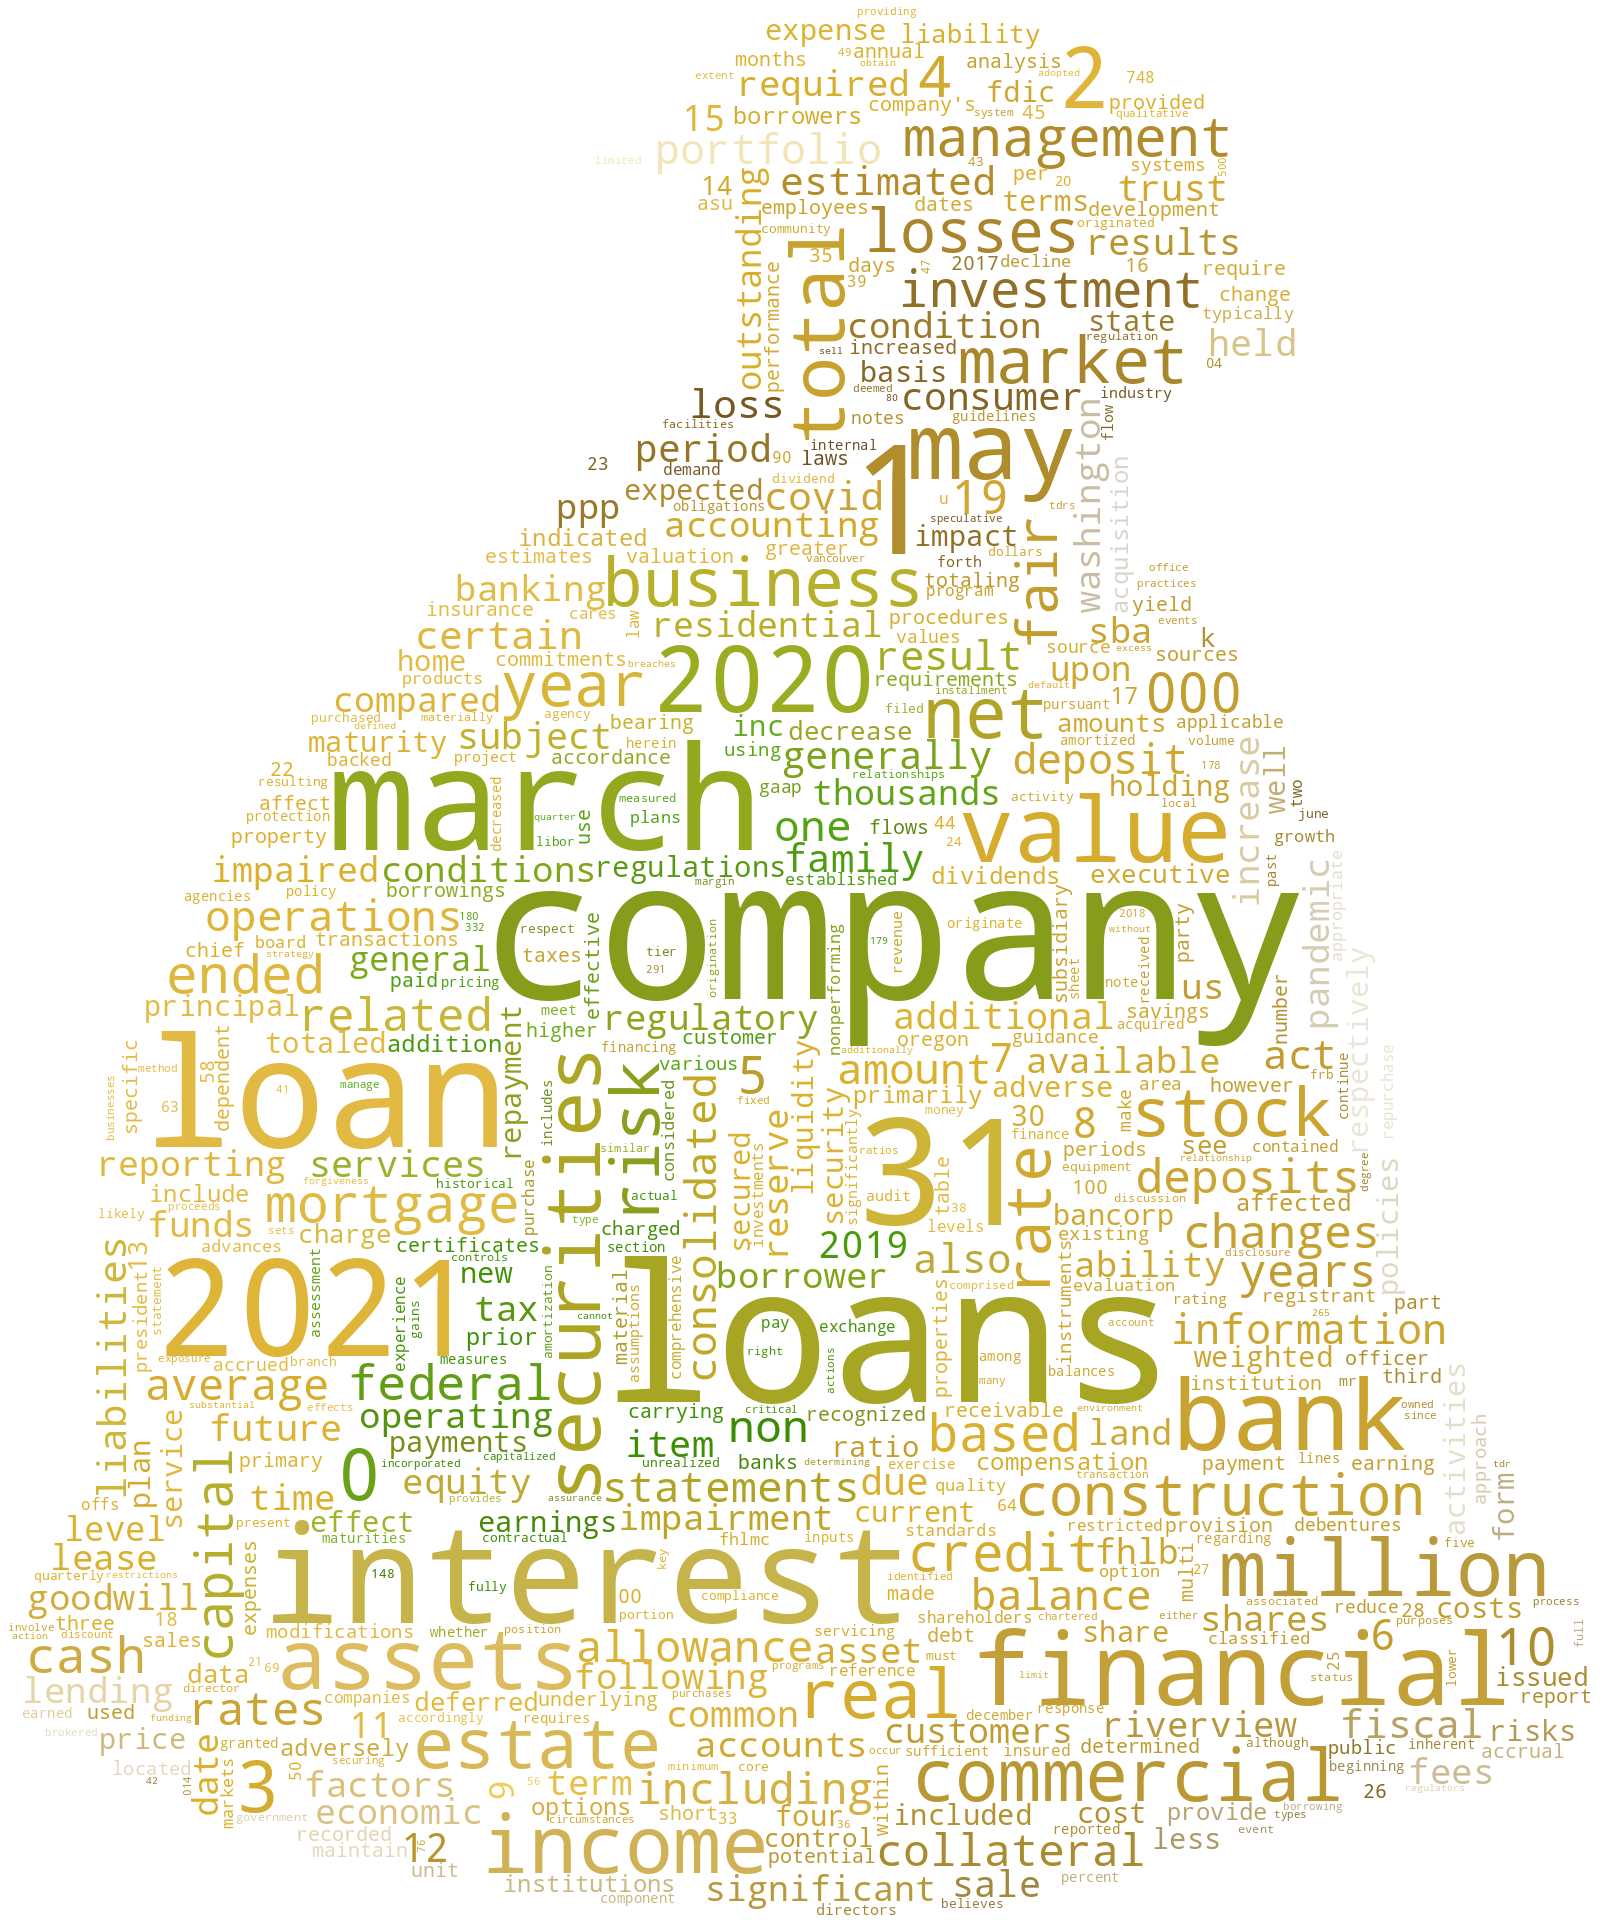 providing
expense liability
months 49 annual
obtain
extent required 4 analysis adopted 2 748
company's fdic provided
15 borrowers system 45 qualitative
portfolio management
limited 43 systems 500
14 estimated per 20 trust
asu outstanding employees dates terms development
community losses originated
total 35 results
days 47 2017 decline 16 require
performance 39 investment change
condition state typically
sell increased regulation held
basis market 04
deemed
loss 80 consumer industry
facilities notes guidelines washington flow
period internal may
23 demand 90 laws 1
expected dividend acquisition
ppp obligations covid u 19 tdrs
accounting speculative impact fair
indicated greater dollars
estimates valuation vancouver forth office
banking business totaling practices
insurance cares program yield
certain law residential procedures sba events
home commitments values source k
products breaches 2020 result excess sources
compared year requirements upon
purchased materially installment default 17 000
defined agency filed net pursuant
maturity subject bearing inc decrease amounts applicable
backed project herein using generally amortized volume
22 accordance deposit increase well
resulting march relationships 178
affect decreased measured gaap thousands activity holding two
protection quarter plans local june
property libor use one flows 44 value growth
impaired conditions regulations family 24 past
agencies policy borrowings margin established dividends executive pandemic appropriate
operations 180 company originate 2018
332 respect revenue without
chief board transactions 179 party
strategy taxes tier
ended general 291 subsidiary
paid pricing effective origination nonperforming sheet note received us number respectively
principal related meet regulatory additional savings
higher customer oregon guidance acquired
loan totaled addition financing additionally act
specific 58 method dependent repayment various amount 7 available frb repurchase
manage 5 adverse area however continue
businesses 63 41 securities risk consolidated fixed liquidity primarily money 30 8 make stock
includes considered 31 finance
reporting services similar secured reserve security significantly ratios periods see contained
forgiveness historical actual relationship
include mortgage purchase investments audit table rate equipment deposits degree policies
proceeds 100 discussion
likely funds sets type charged 38 bancorp affected
charge levels
advances certificates section 2019 also existing changes
liabilities 13 controls borrower ability disclosure
president statement 2021 assessment new comprised evaluation years
experience gains tax amortization material assumptions comprehensive loans instruments registrant
cannot properties rating 265 part
prior pay exchange account information
exposure accrued branch measures right among weighted officer
average federal actions many balances institution mr third
substantial effects carrying critical environment owned
future operating non recognized receivable bank since
plan service payments item ratio based land activities approach
primary incorporated capitalized unrealized banks determining exercise compensation payment lines earning tdr
0 equity transaction
offs capital time provides assurance statements due quality construction form
level present effect earnings impairment current 64
maturities contractual standards restricted provision debentures
lease fhlmc inputs regarding five
quarterly restrictions expenses interest key credit fhlb multi million
148 fully identified option 27
goodwill 00 compliance made balance associated reduce 28 costs process
three 18 portion shareholders chartered either shares purposes
involve modifications whether position servicing
action discount sales assets allowance asset debt share classified 6 10 full
cash data 21 69 must 25
following programs reference limit status lower issued
lending director companies deferred underlying purchases financial
earned used funding rates accordingly requires common real december response report
brokered granted 11 customers riverview fiscal risks
price adversely accounts determined although public inherent
located date securing occur sufficient insured accrual
50 estate minimum core beginning
42 014 3 factors 9 56 term including commercial 26 fees regulators
markets government economic options within borrowing
circumstances short 33 four 36 included cost provide types
recorded 12 income control reported event
maintain 76 potential collateral less
unit
institutions percent
component significant sale
directors believes